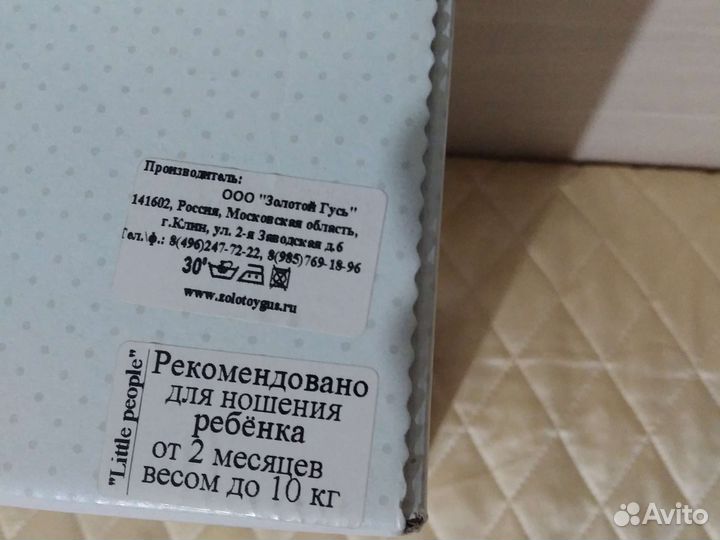 Производитель:
ООО "Золотой Гусь"
141602, Россия, Московская область,
г.Клин, ул. 2-я Заводская д.6
Тел.\ф.: 8(496)247-72-22, 8(985)769-18-96
30°
www.zolotoygus.ru
"Little people"
Рекомендовано
для ношения
ребёнка
от 2 месяцев
весом до 10 кг
Avito